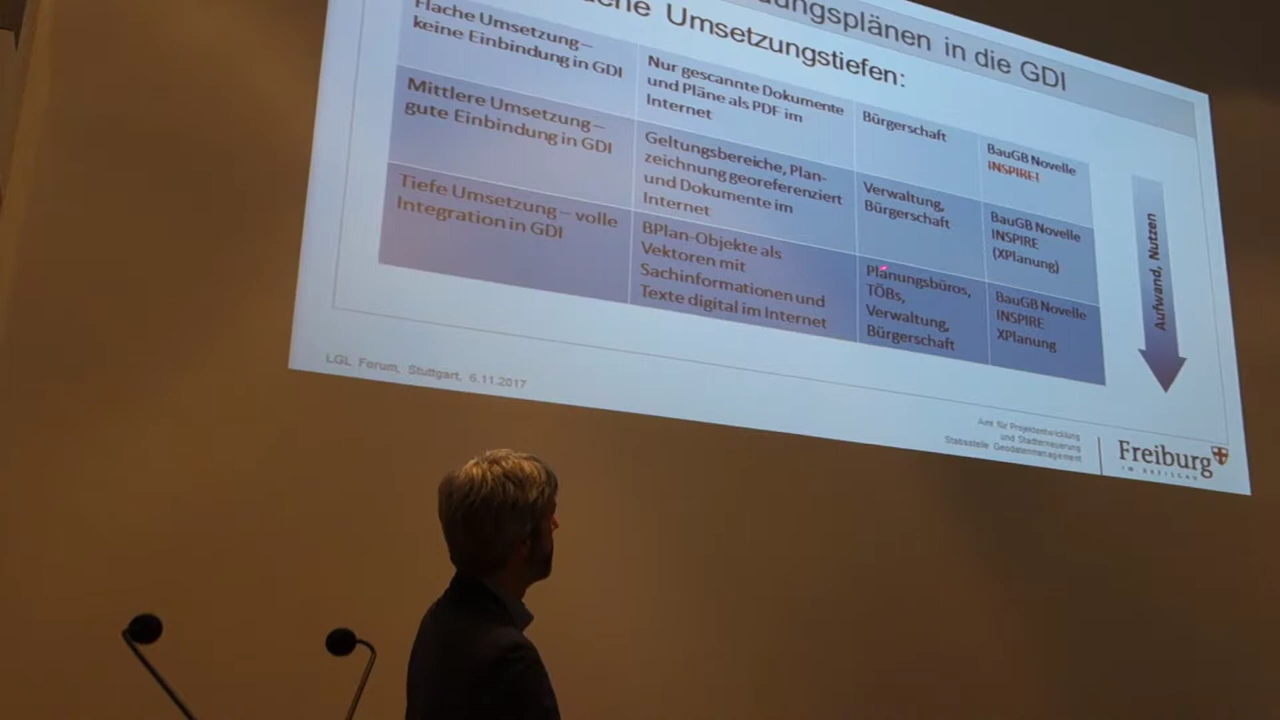 ungsplänen in die GDI
Umsetzungstiefen:
Flache Umsetzung –
keine Einbindung in GDI
Nur gescannte Dokumente
und Pläne als PDF im
Internet
Bürgerschaft
BauGB Novelle
INSPIRE!
Mittlere Umsetzung –
gute Einbindung in GDI
Geltungsbereiche, Plan-
zeichnung georeferenziert
und Dokumente im
Internet
Verwaltung,
Bürgerschaft
BauGB Novelle
INSPIRE
(XPlanung)
Tiefe Umsetzung – volle
Integration in GDI
BPlan-Objekte als
Vektoren mit
Sachinformationen und
Texte digital im Internet
Planungsbüros,
TÖBs,
Verwaltung,
Bürgerschaft
BauGB Novelle
INSPIRE
XPlanung
Aufwand, Nutzen
LGL Forum, Stuttgart, 6.11.2017
Amt für Projektentwicklung
und Stadterneuerung
Stabsstelle Geodatenmanagement
Freiburg
IM BREISGAU